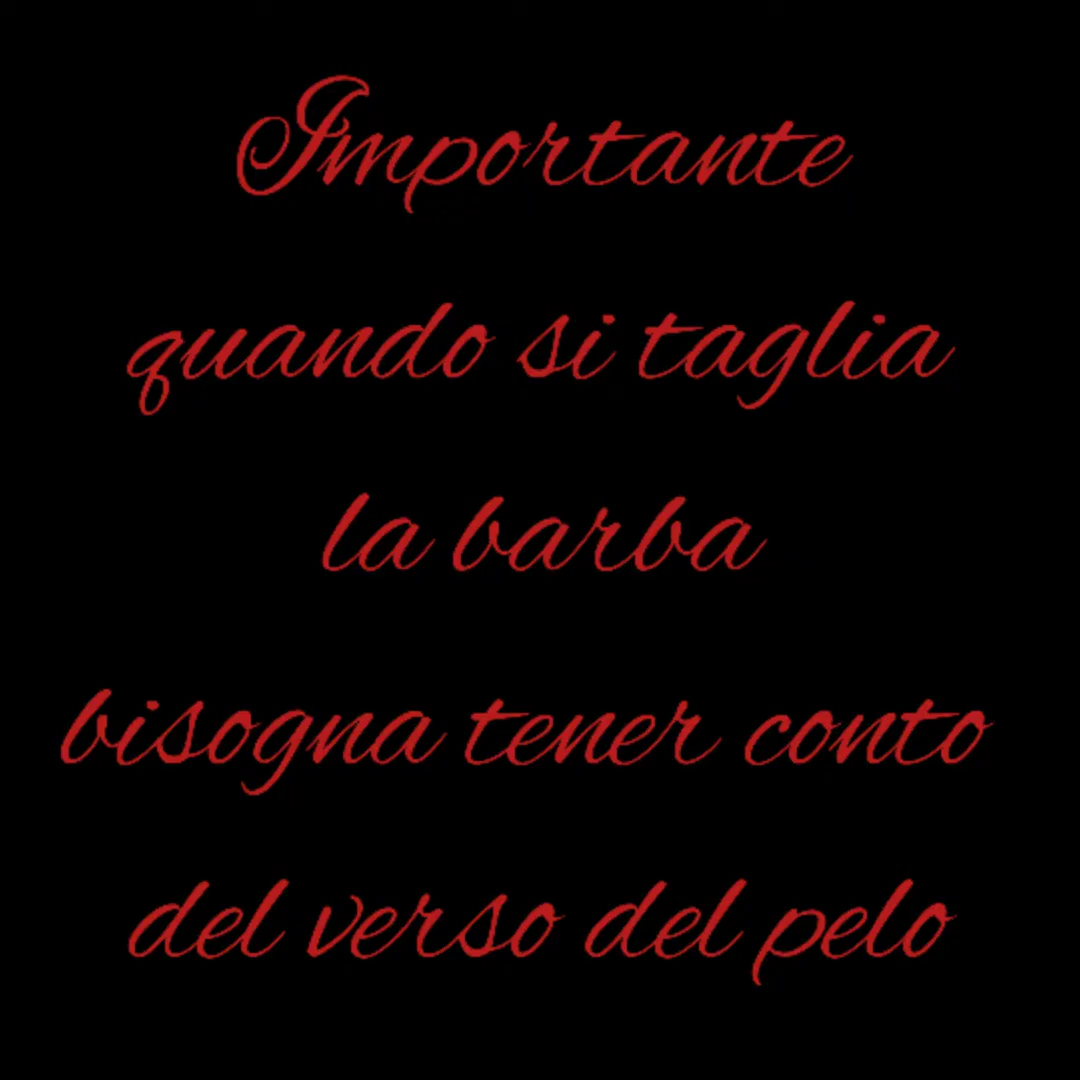 Importante
quando si taglia
la barba
bisogna tener conto
del verso del pelo